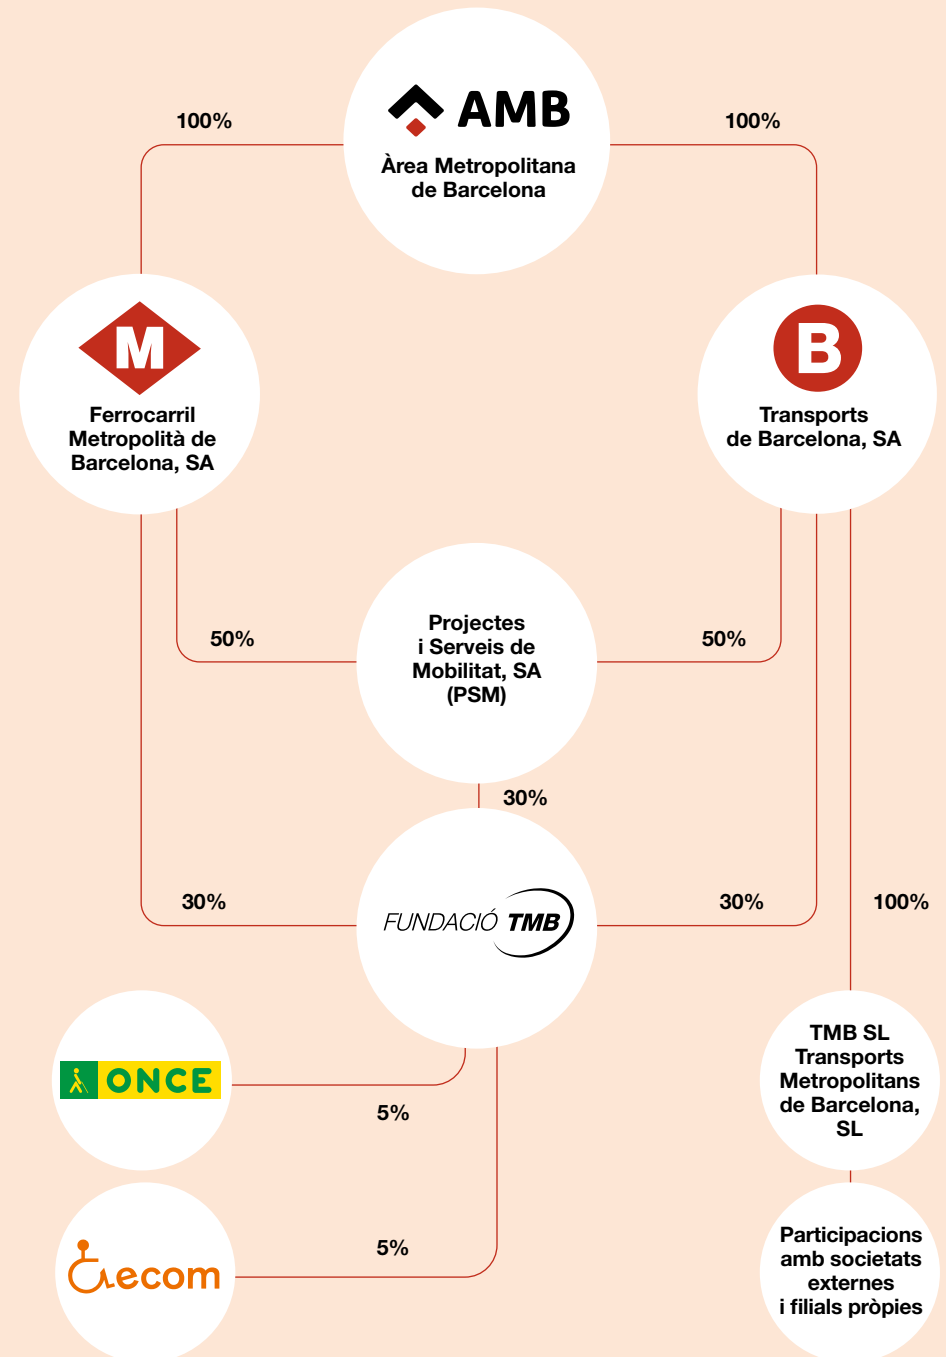 AMB
Àrea Metropolitana
de Barcelona
100%
100%
M
Ferrocarril
Metropolità de
Barcelona, SA
B
Transports
de Barcelona, SA
Projectes
i Serveis de
Mobilitat, SA
(PSM)
50%
50%
30%
FUNDACIÓ TMB
30%
30%
100%
ONCE
5%
TMB SL
Transports
Metropolitans
de Barcelona,
SL
ecom
5%
Participacions
amb societats
externes
i filials pròpies